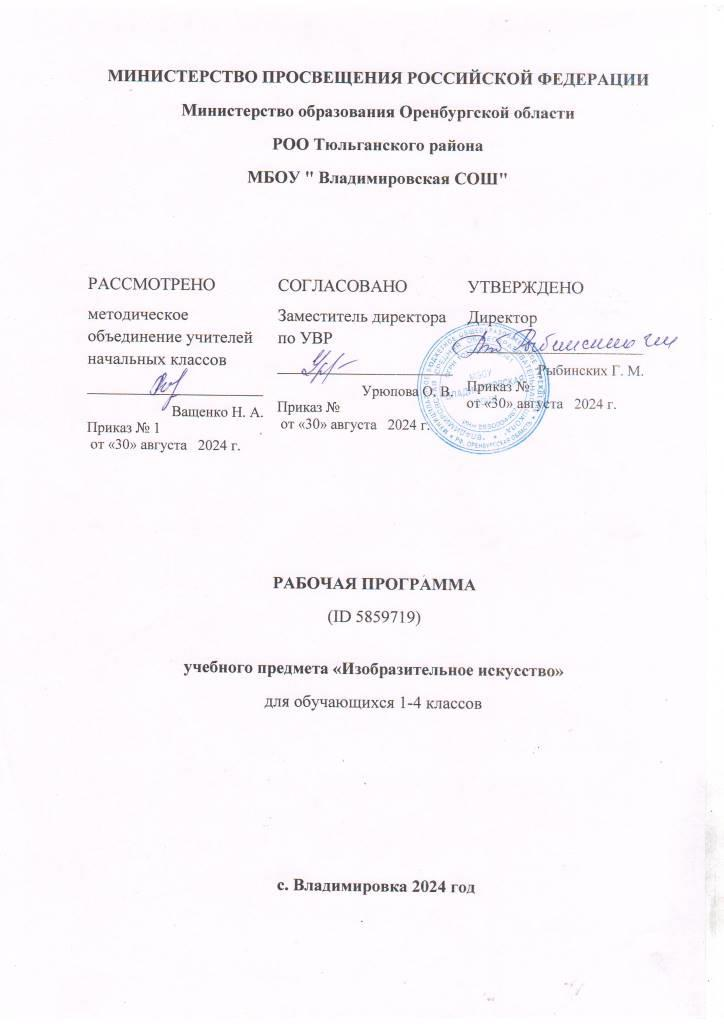 МИНИСТЕРСТВО ПРОСВЕЩЕНИЯ РОССИЙСКОЙ ФЕДЕРАЦИИ
Министерство образования Оренбургской области
РОО Тюльганского района
МБОУ " Владимировская СОШ"
РАССМОТРЕНО
методическое
объединение учителей
начальных классов
Ващенко Н. А.
Приказ № 1
от «30» августа 2024 г.
СОГЛАСОВАНО
Заместитель директора
по УВР
Урюпова О. В.
Приказ №
от «30» августа 2024 г.
УТВЕРЖДЕНО
Директор
Рыбинских Г. М.
Приказ №
от «30» августа 2024 г.
РАБОЧАЯ ПРОГРАММА
(ID 5859719)
учебного предмета «Изобразительное искусство»
для обучающихся 1-4 классов
с. Владимировка 2024 год